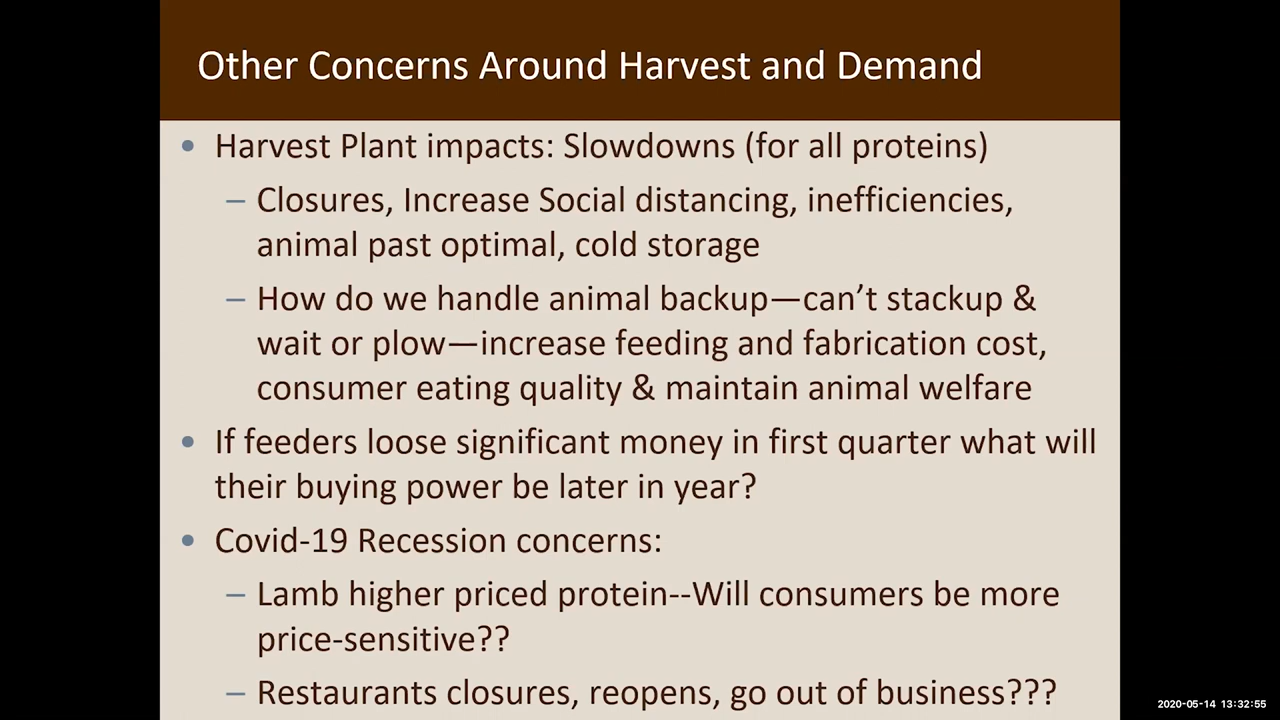 Other Concerns Around Harvest and Demand
• Harvest Plant impacts: Slowdowns (for all proteins)
– Closures, Increase Social distancing, inefficiencies,
animal past optimal, cold storage
– How do we handle animal backup—can’t stackup &
wait or plow—increase feeding and fabrication cost,
consumer eating quality & maintain animal welfare
• If feeders loose significant money in first quarter what will
their buying power be later in year?
• Covid-19 Recession concerns:
– Lamb higher priced protein--Will consumers be more
price-sensitive??
– Restaurants closures, reopens, go out of business???
2020-05-14 13:32:55